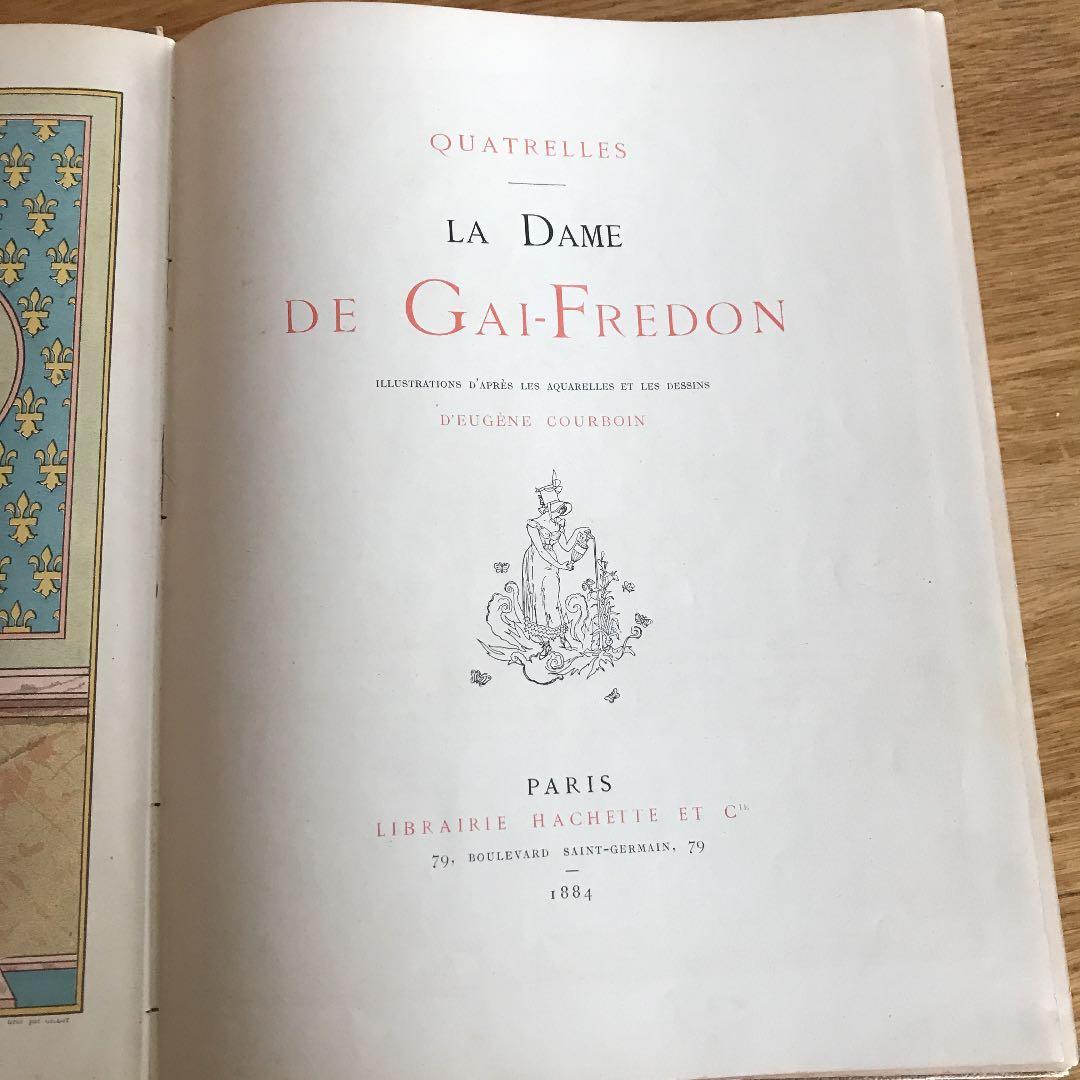 QUATRELLES
LA DAME
DE GAI-FREDON
ILLUSTRATIONS D'APRÈS LES AQUARELLES ET LES DESSINS
D'EUGÈNE COURBOIN
PARIS
LIBRAIRIE HACHETTE ET CIE
79, BOULEVARD SAINT-GERMAIN, 79
1884